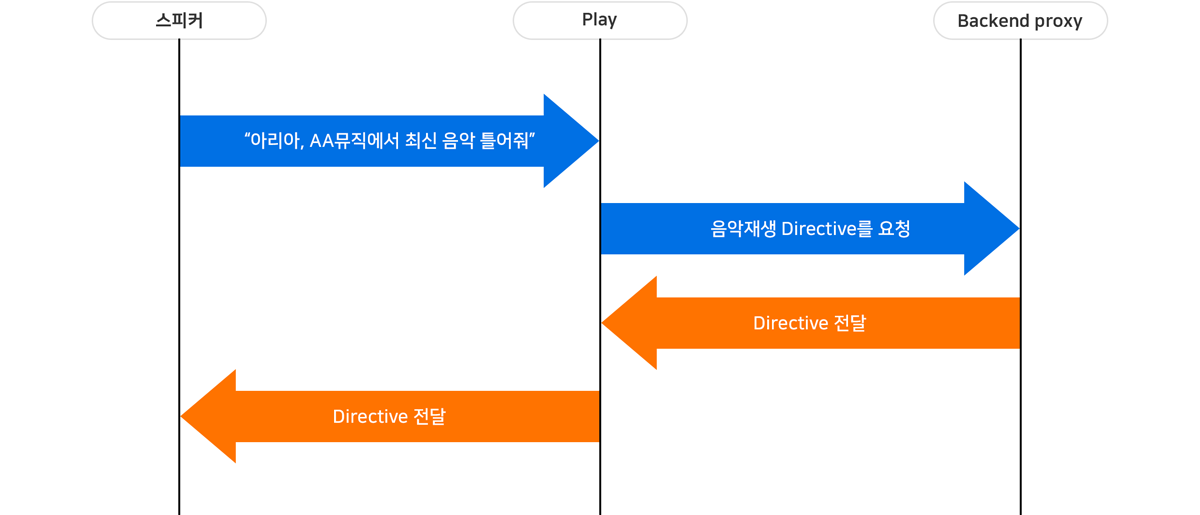 스피커
Play
Backend proxy
“아리아, AA뮤직에서 최신 음악 틀어줘”
음악재생 Directive를 요청
Directive 전달
Directive 전달